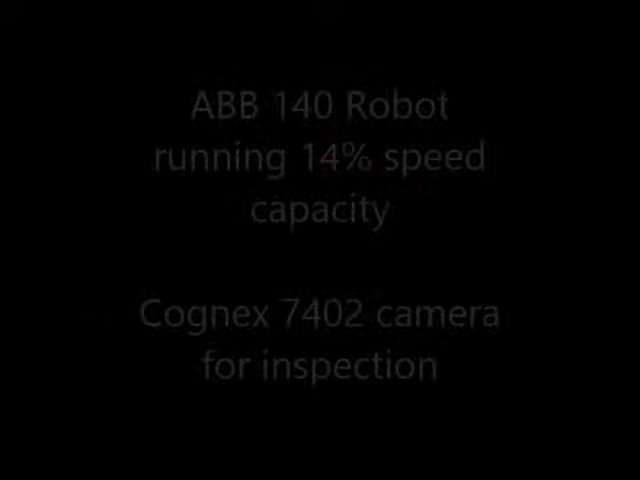 ABB 140 Robot
running 14% speed
capacity
Cognex 7402 camera
for inspection